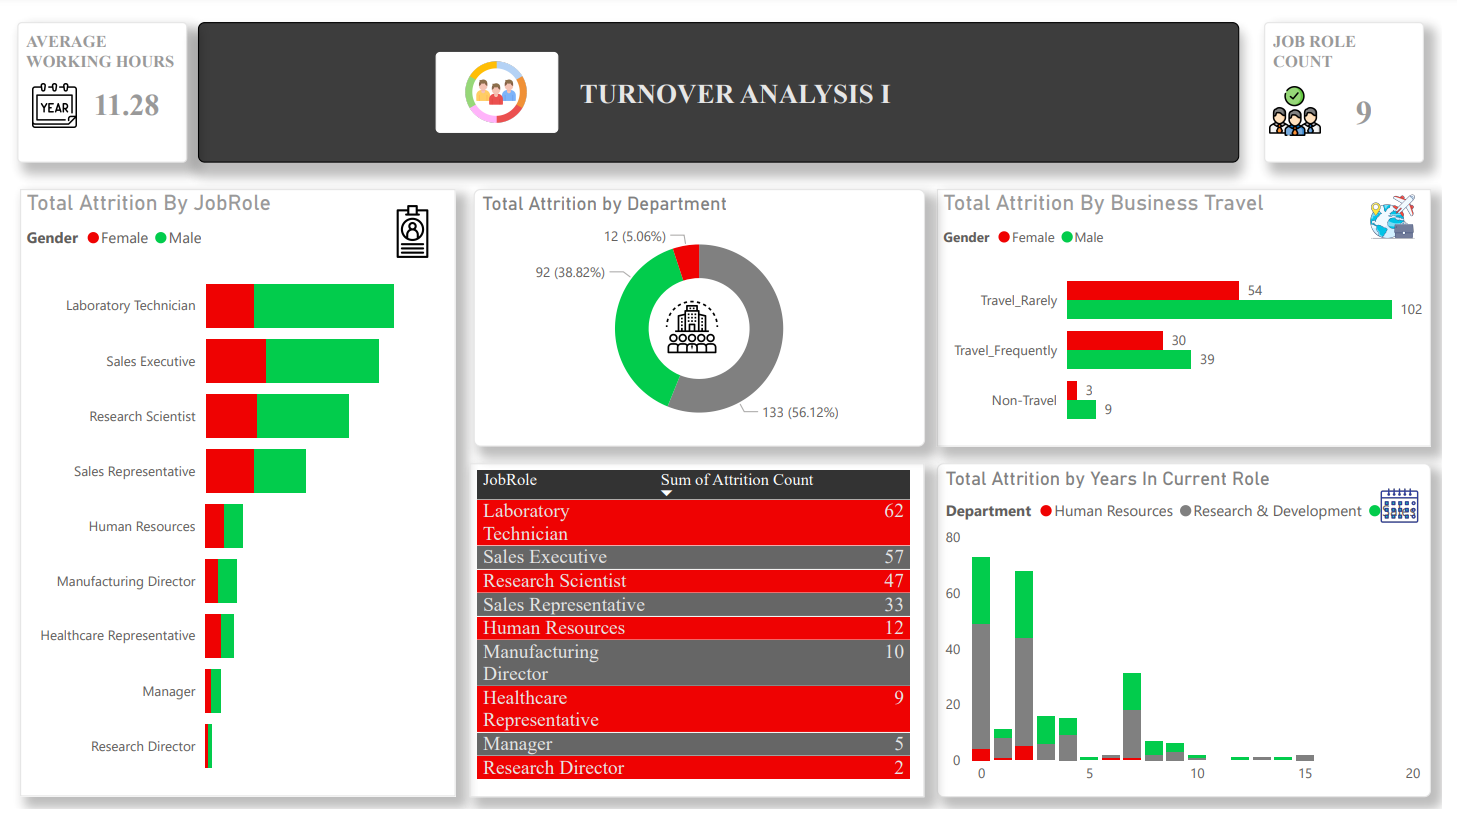 AVERAGE
WORKING HOURS
YEAR
11.28
TURNOVER ANALYSIS I
JOB ROLE
COUNT
9
Total Attrition By JobRole
Gender Female Male
Laboratory Technician
Sales Executive
Research Scientist
Sales Representative
Human Resources
Manufacturing Director
Healthcare Representative
Manager
Research Director
Total Attrition by Department
12 (5.06%)
92 (38.82%)
133 (56.12%)
Total Attrition By Business Travel
Gender Female Male
Travel_Rarely 54
102
Travel_Frequently 30
39
Non-Travel 3
9
JobRole Sum of Attrition Count
Laboratory 62
Technician
Sales Executive 57
Research Scientist 47
Sales Representative 33
Human Resources 12
Manufacturing 10
Director
Healthcare 9
Representative
Manager 5
Research Director 2
Total Attrition by Years In Current Role
Department Human Resources Research & Development
80
60
40
20
0
0 5 10 15 20